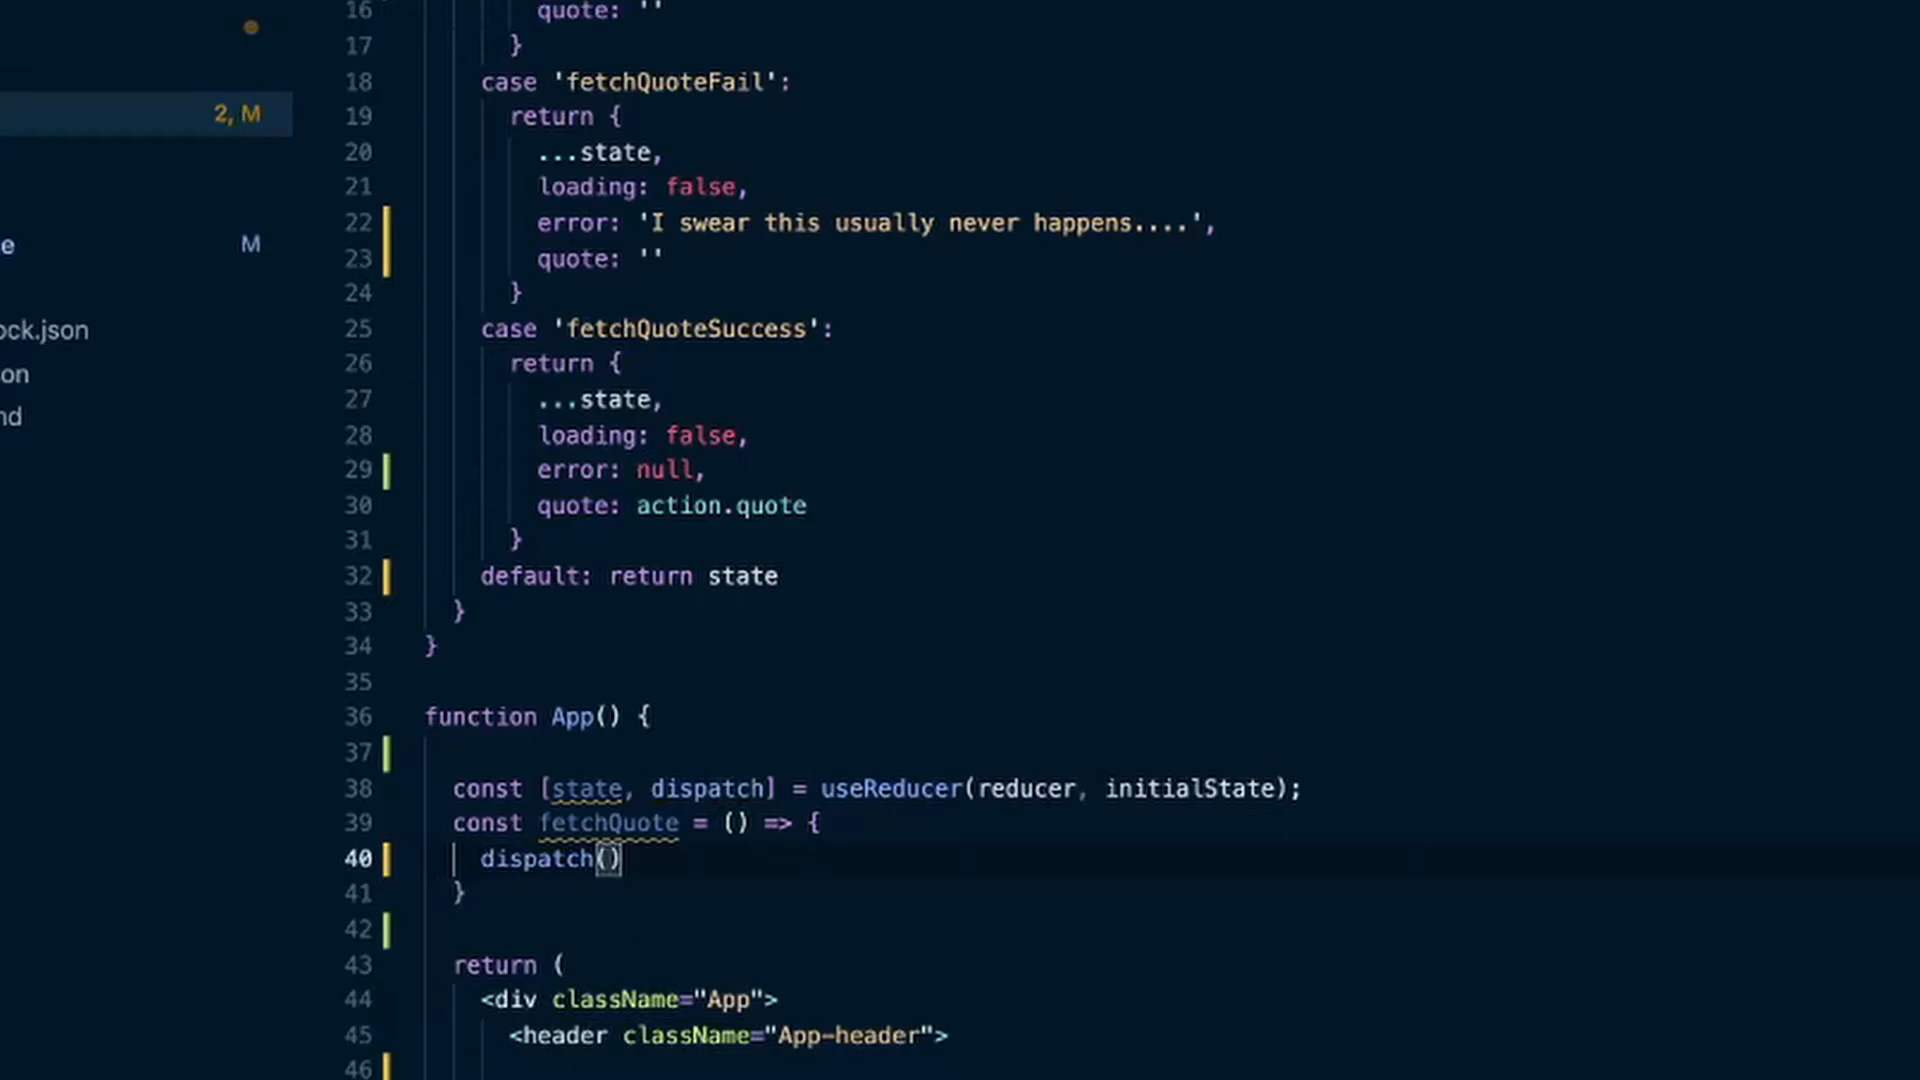 16 quote: ''
17 }
2, M
18 case 'fetchQuoteFail':
19 return {
20 ...state,
21 loading: false,
22 error: 'I swear this usually never happens....',
e M
23 quote: ''
24 }
25 case 'fetchQuoteSuccess':
ock.json
26 return {
on
27 ...state,
nd
28 loading: false,
29 error: null,
30 quote: action.quote
31 }
32 default: return state
33 }
34 }
35
36 function App() {
37
38 const [state, dispatch] = useReducer(reducer, initialState);
39 const fetchQuote = () => {
40 dispatch()
41 }
42
43 return (
44 <div className="App">
45 <header className="App-header">
46